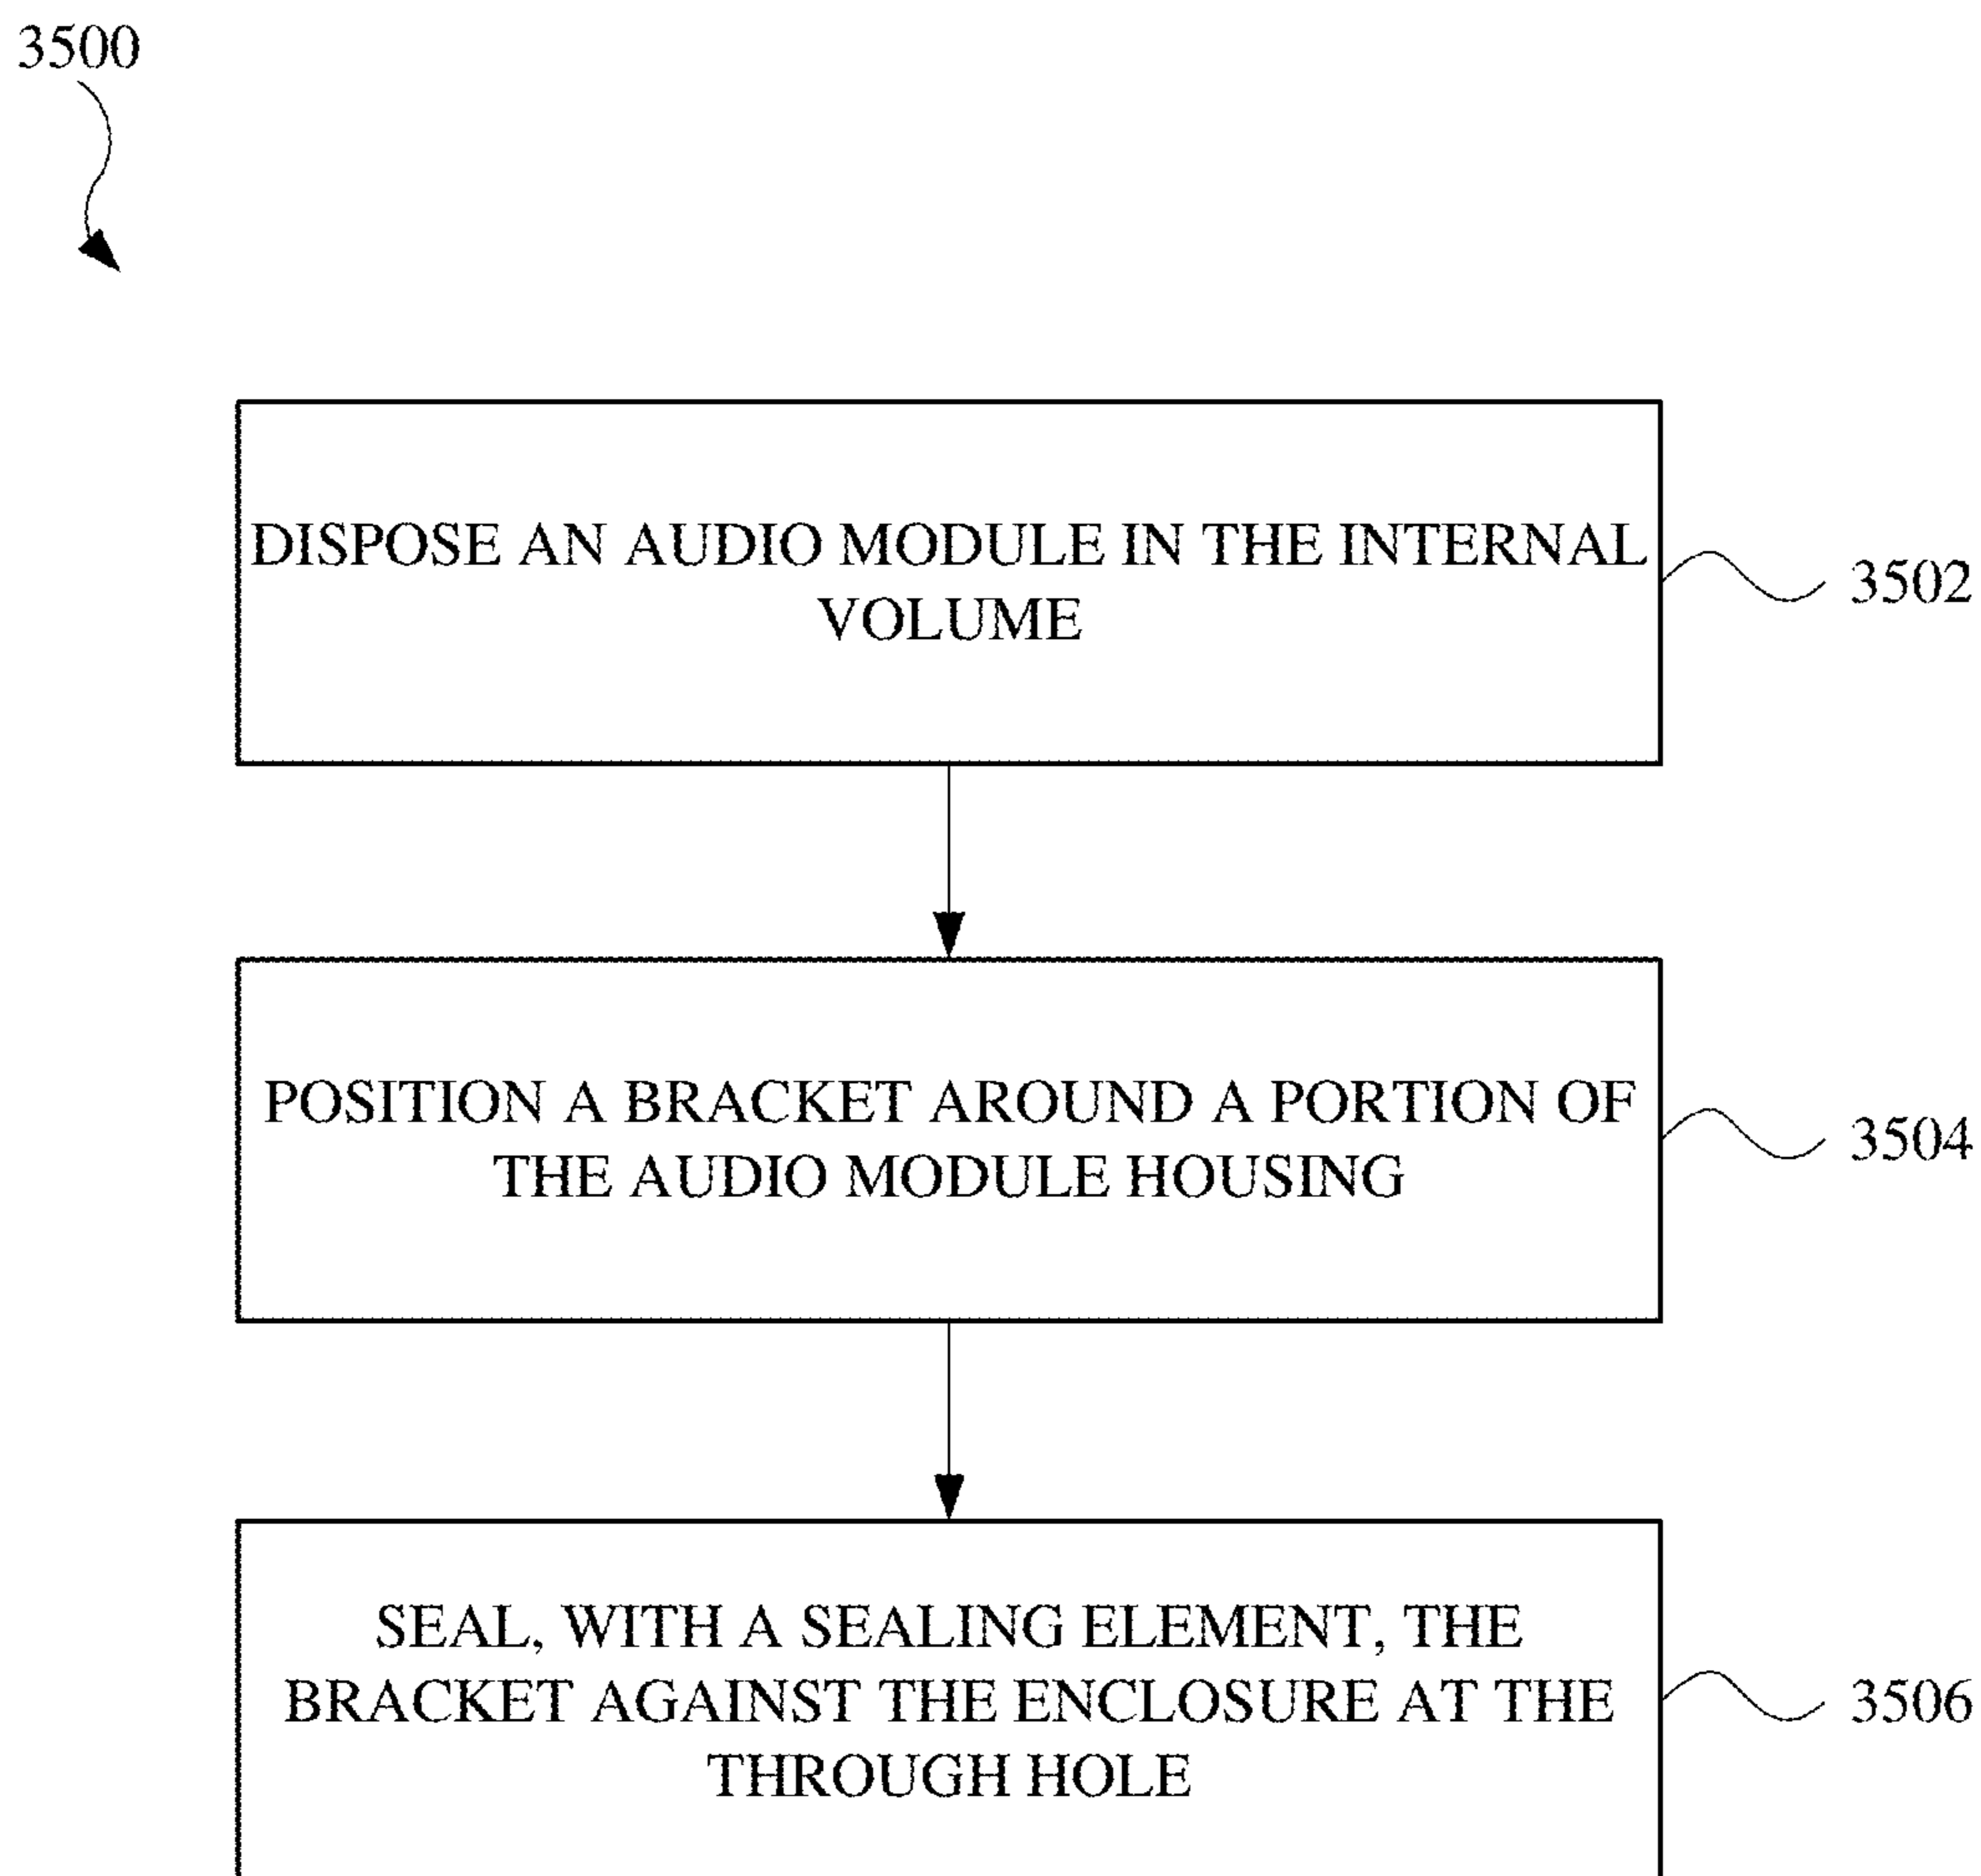 3500
DISPOSE AN AUDIO MODULE IN THE INTERNAL
VOLUME
3502
POSITION A BRACKET AROUND A PORTION OF
THE AUDIO MODULE HOUSING
3504
SEAL, WITH A SEALING ELEMENT, THE
BRACKET AGAINST THE ENCLOSURE AT THE
THROUGH HOLE
3506